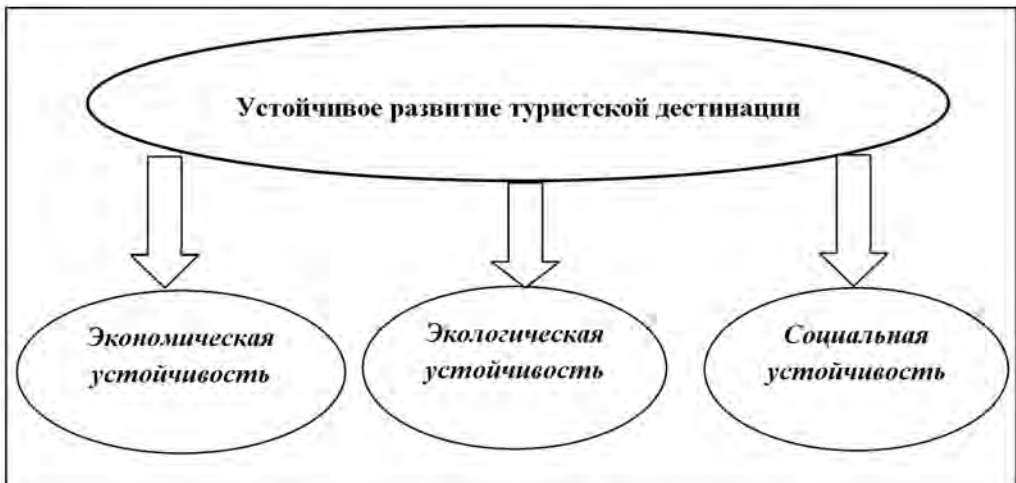 Устойчивое развитие туристской дестинации
Экономическая
устойчивость
Экологическая
устойчивость
Социальная
устойчивость